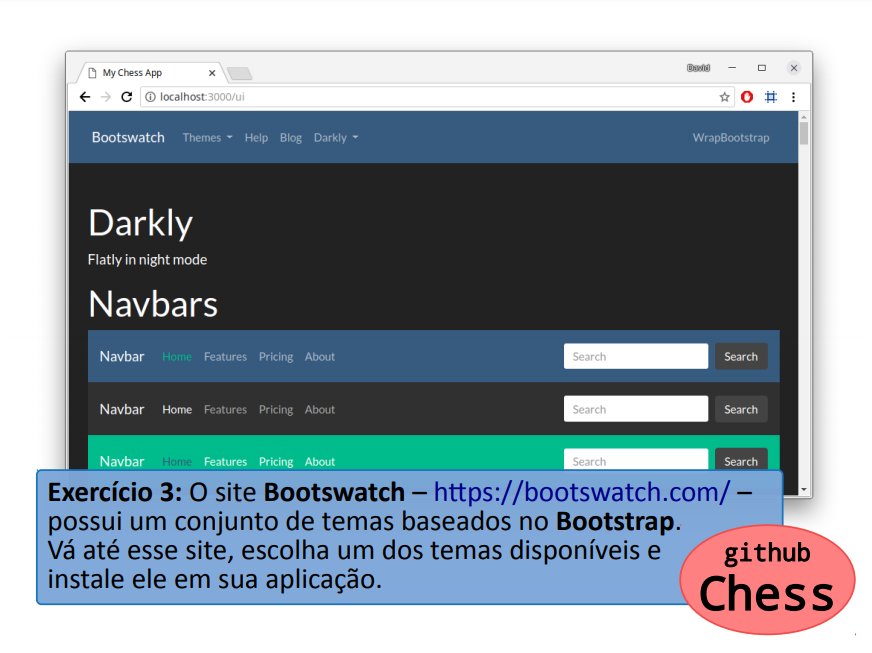 My Chess App
David
localhost:3000/ui
Bootswatch Themes Help Blog Darkly WrapBootstrap
Darkly
Flatly in night mode
Navbars
Navbar Home Features Pricing About Search Search
Navbar Home Features Pricing About Search Search
Navbar Home Features Pricing About Search Search
Exercício 3: O site Bootswatch – https://bootswatch.com/ –
possui um conjunto de temas baseados no Bootstrap.
Vá até esse site, escolha um dos temas disponíveis e
instale ele em sua aplicação.
github
Chess